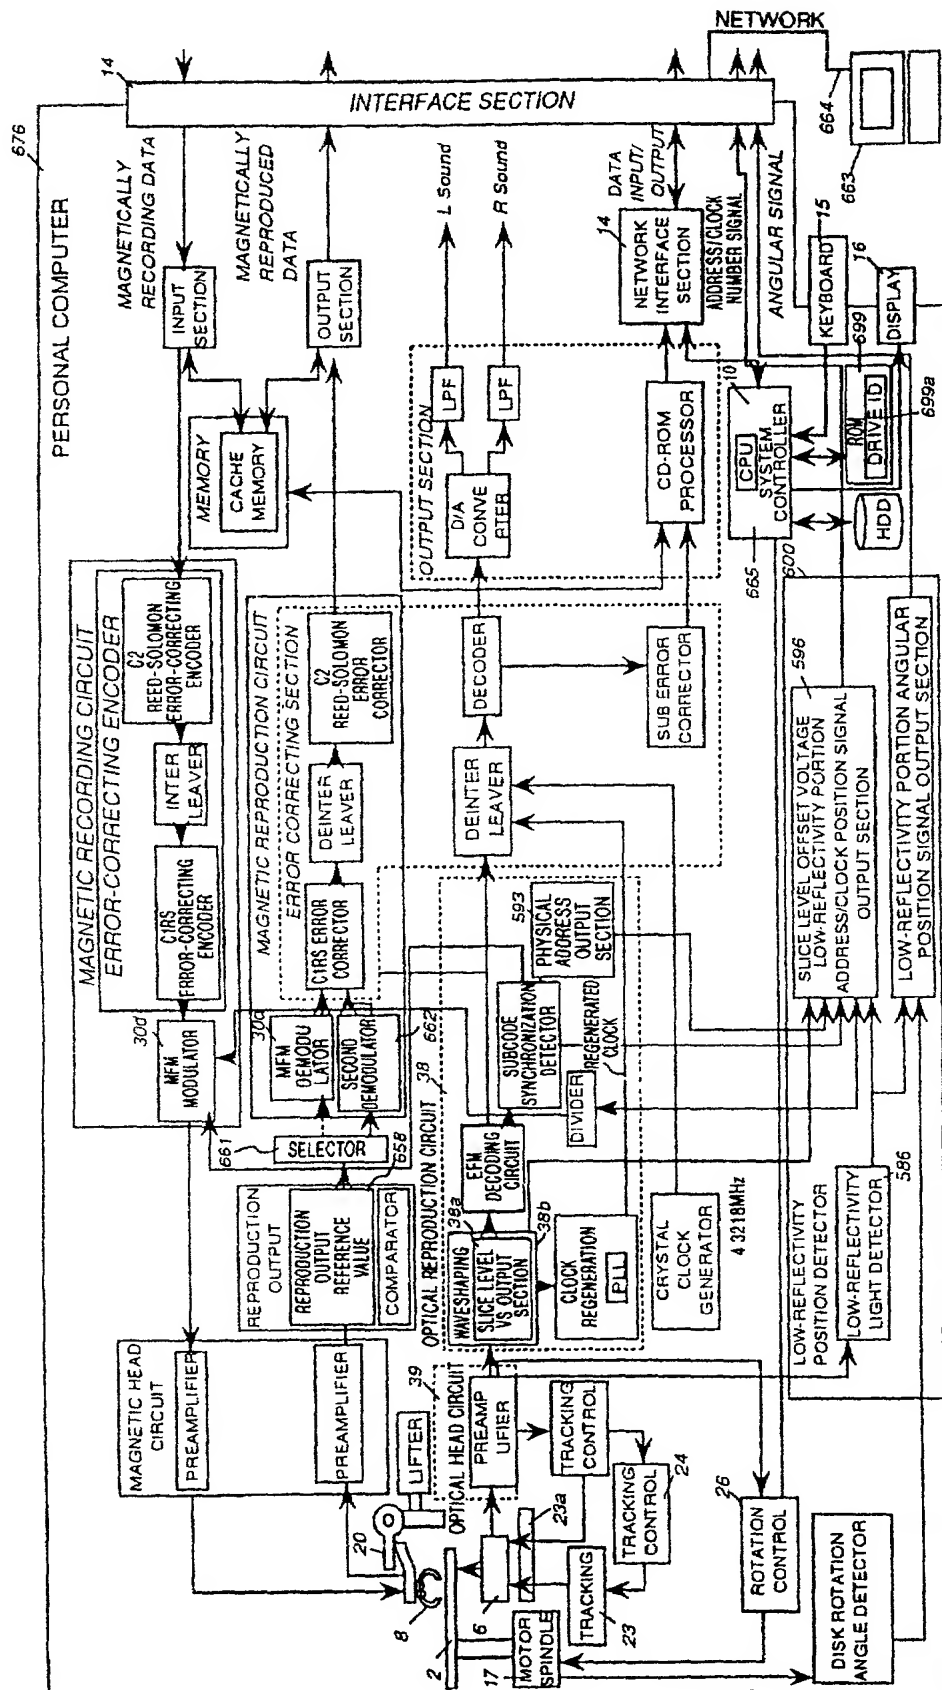 676
PERSONAL COMPUTER
14
INTERFACE SECTION
NETWORK
664
663
MAGNETICALLY
RECORDING DATA
MAGNETICALLY
REPRODUCED
DATA
L Sound
R Sound
DATA
INPUT/
OUTPUT
14
NETWORK
INTERFACE
SECTION
ADDRESS/CLOCK
NUMBER SIGNAL
ANGULAR SIGNAL
15
KEYBOARD
16
DISPLAY
INPUT
SECTION
OUTPUT
SECTION
MEMORY
CACHE
MEMORY
OUTPUT SECTION
LPF
LPF
D/A
CONVE
RTER
CD-ROM
PROCESSOR
10
CPU
SYSTEM
CONTROLLER
665
699
ROM
DRIVE ID
699a
HDD
600
MAGNETIC RECORDING CIRCUIT
ERROR-CORRECTING ENCODER
C2
REED-SOLOMON
ERROR-CORRECTING
ENCODER
INTER
LEAVER
C1RS
ERROR-CORRECTING
ENCODER
30d
MFM
MODULATOR
MAGNETIC REPRODUCTION CIRCUIT
ERROR CORRECTING SECTION
C2
REED-SOLOMON
ERROR
CORRECTOR
DEINTER
LEAVER
C1RS ERROR
CORRECTOR
30d
MFM
DEMODU
LATOR
SECOND
DEMODULATOR
662
661
SELECTOR
658
DECODER
DEINTER
LEAVER
SUB ERROR
CORRECTOR
OPTICAL REPRODUCTION CIRCUIT
38
593
PHYSICAL
ADDRESS
OUTPUT
SECTION
SUBCODE
SYNCHRONIZATION
DETECTOR
REGENERATED
CLOCK
DIVIDER
EFM
DECODING
CIRCUIT
38a
38b
WAVESHAPING
SLICE LEVEL
VS OUTPUT
SECTION
CLOCK
REGENERATION
PLL
CRYSTAL
CLOCK
GENERATOR
4 3218MHz
596
SLICE LEVEL OFFSET VOLTAGE
LOW-REFLECTIVITY PORTION
ADDRESS/CLOCK POSITION SIGNAL
OUTPUT SECTION
LOW-REFLECTIVITY PORTION ANGULAR
POSITION SIGNAL OUTPUT SECTION
LOW-REFLECTIVITY
POSITION DETECTOR
LOW-REFLECTIVITY
LIGHT DETECTOR
586
REPRODUCTION
OUTPUT
REPRODUCTION
OUTPUT
REFERENCE
VALUE
COMPARATOR
MAGNETIC HEAD
CIRCUIT
PREAMPLIFIER
PREAMPLIFIER
LIFTER
20
8
2
6
OPTICAL HEAD CIRCUIT
39
PREAMP
LIFIER
23a
TRACKING
CONTROL
24
TRACKING
CONTROL
TRACKING
23
17
MOTOR
SPINDLE
26
ROTATION
CONTROL
DISK ROTATION
ANGLE DETECTOR